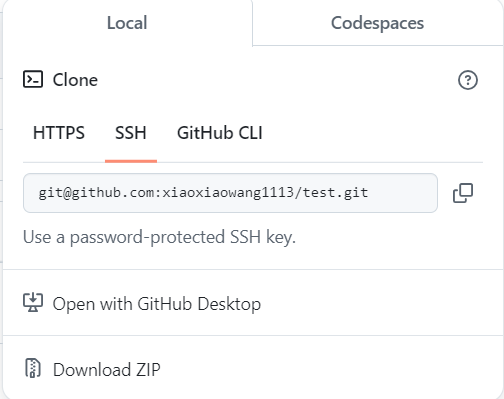 Local Codespaces
Clone
HTTPS SSH GitHub CLI
git@github.com:xiaoxiaowang1113/test.git
Use a password-protected SSH key.
Open with GitHub Desktop
Download ZIP